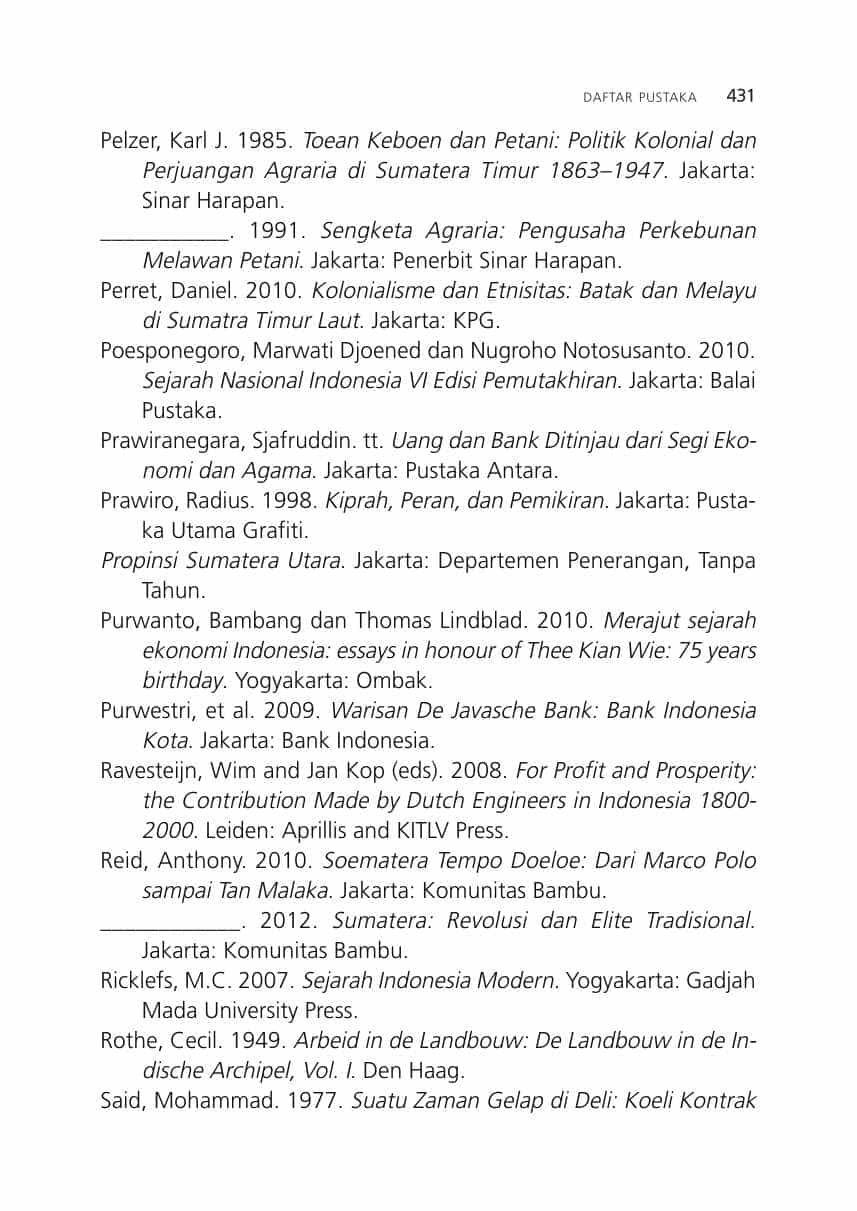 DAFTAR PUSTAKA 431
Pelzer, Karl J. 1985. Toean Keboen dan Petani: Politik Kolonial dan
Perjuangan Agraria di Sumatera Timur 1863–1947. Jakarta:
Sinar Harapan.
___________. 1991. Sengketa Agraria: Pengusaha Perkebunan
Melawan Petani. Jakarta: Penerbit Sinar Harapan.
Perret, Daniel. 2010. Kolonialisme dan Etnisitas: Batak dan Melayu
di Sumatra Timur Laut. Jakarta: KPG.
Poesponegoro, Marwati Djoened dan Nugroho Notosusanto. 2010.
Sejarah Nasional Indonesia VI Edisi Pemutakhiran. Jakarta: Balai
Pustaka.
Prawiranegara, Sjafruddin. tt. Uang dan Bank Ditinjau dari Segi Eko-
nomi dan Agama. Jakarta: Pustaka Antara.
Prawiro, Radius. 1998. Kiprah, Peran, dan Pemikiran. Jakarta: Pusta-
ka Utama Grafiti.
Propinsi Sumatera Utara. Jakarta: Departemen Penerangan, Tanpa
Tahun.
Purwanto, Bambang dan Thomas Lindblad. 2010. Merajut sejarah
ekonomi Indonesia: essays in honour of Thee Kian Wie: 75 years
birthday. Yogyakarta: Ombak.
Purwestri, et al. 2009. Warisan De Javasche Bank: Bank Indonesia
Kota. Jakarta: Bank Indonesia.
Ravesteijn, Wim and Jan Kop (eds). 2008. For Profit and Prosperity:
the Contribution Made by Dutch Engineers in Indonesia 1800-
2000. Leiden: Aprillis and KITLV Press.
Reid, Anthony. 2010. Soematera Tempo Doeloe: Dari Marco Polo
sampai Tan Malaka. Jakarta: Komunitas Bambu.
____________. 2012. Sumatera: Revolusi dan Elite Tradisional.
Jakarta: Komunitas Bambu.
Ricklefs, M.C. 2007. Sejarah Indonesia Modern. Yogyakarta: Gadjah
Mada University Press.
Rothe, Cecil. 1949. Arbeid in de Landbouw: De Landbouw in de In-
dische Archipel, Vol. I. Den Haag.
Said, Mohammad. 1977. Suatu Zaman Gelap di Deli: Koeli Kontrak